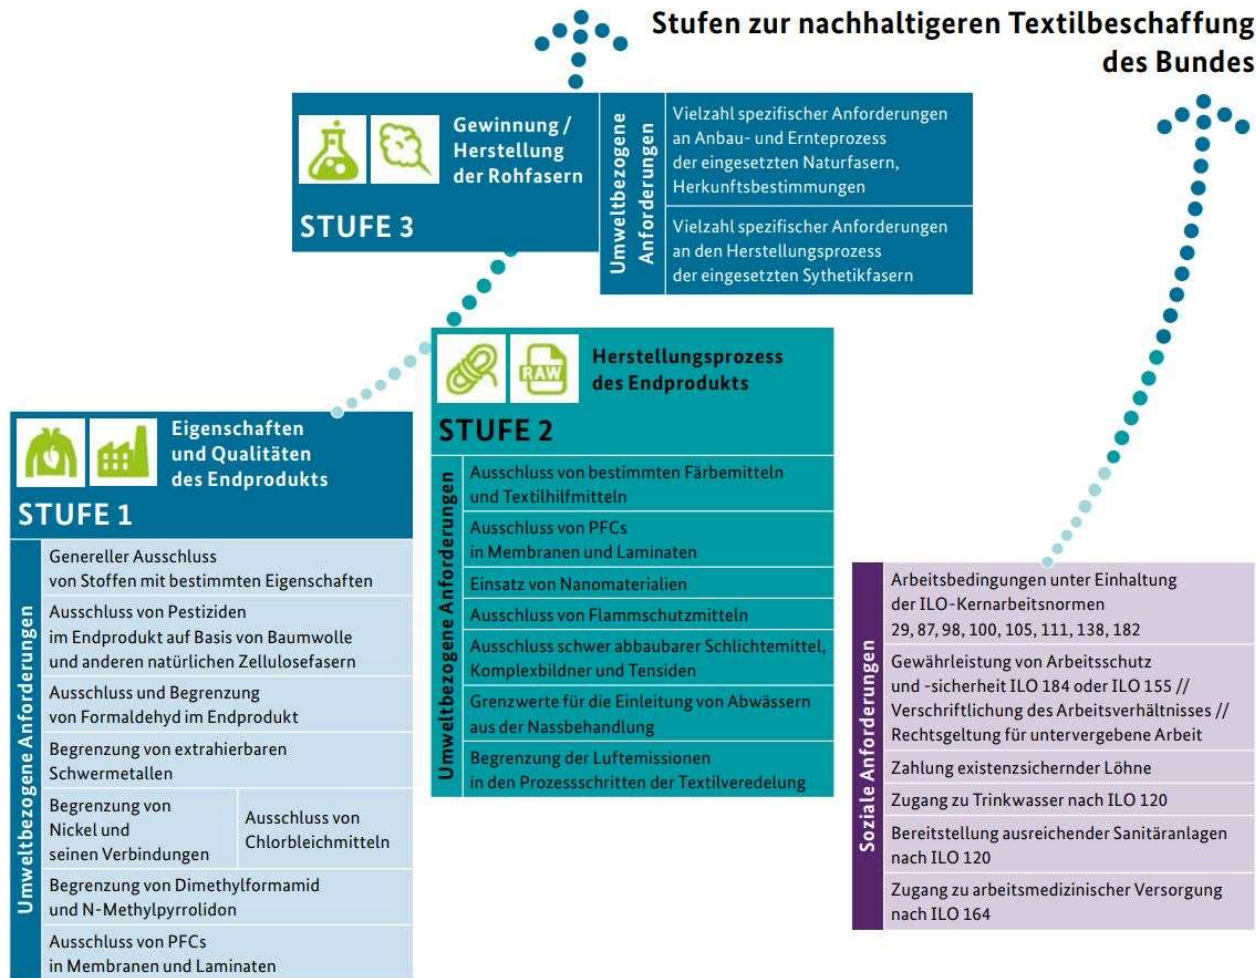 Stufen zur nachhaltigeren Textilbeschaffung
des Bundes
Gewinnung /
Herstellung
der Rohfasern
STUFE 3
Umweltbezogene
Anforderungen
Vielzahl spezifischer Anforderungen
an Anbau- und Ernteprozess
der eingesetzten Naturfasern,
Herkunftsbestimmungen
Vielzahl spezifischer Anforderungen
an den Herstellungsprozess
der eingesetzten Sythetikfasern
RAW
Herstellungsprozess
des Endprodukts
STUFE 2
Umweltbezogene Anforderungen
Ausschluss von bestimmten Färbemitteln
und Textilhilfmitteln
Ausschluss von PFCs
in Membranen und Laminaten
Einsatz von Nanomaterialien
Ausschluss von Flammschutzmitteln
Ausschluss schwer abbaubarer Schlichtemittel,
Komplexbildner und Tensiden
Grenzwerte für die Einleitung von Abwässern
aus der Nassbehandlung
Begrenzung der Luftemissionen
in den Prozessschritten der Textilveredelung
Eigenschaften
und Qualitäten
des Endprodukts
STUFE 1
Umweltbezogene Anforderungen
Genereller Ausschluss
von Stoffen mit bestimmten Eigenschaften
Ausschluss von Pestiziden
im Endprodukt auf Basis von Baumwolle
und anderen natürlichen Zellulosefasern
Ausschluss und Begrenzung
von Formaldehyd im Endprodukt
Begrenzung von extrahierbaren
Schwermetallen
Begrenzung von
Nickel und
seinen Verbindungen
Ausschluss von
Chlorbleichmitteln
Begrenzung von Dimethylformamid
und N-Methylpyrrolidon
Ausschluss von PFCs
in Membranen und Laminaten
Soziale Anforderungen
Arbeitsbedingungen unter Einhaltung
der ILO-Kernarbeitsnormen
29, 87, 98, 100, 105, 111, 138, 182
Gewährleistung von Arbeitsschutz
und -sicherheit ILO 184 oder ILO 155 //
Verschriftlichung des Arbeitsverhältnisses //
Rechtsgeltung für untervergebene Arbeit
Zahlung existenzsichernder Löhne
Zugang zu Trinkwasser nach ILO 120
Bereitstellung ausreichender Sanitäranlagen
nach ILO 120
Zugang zu arbeitsmedizinischer Versorgung
nach ILO 164